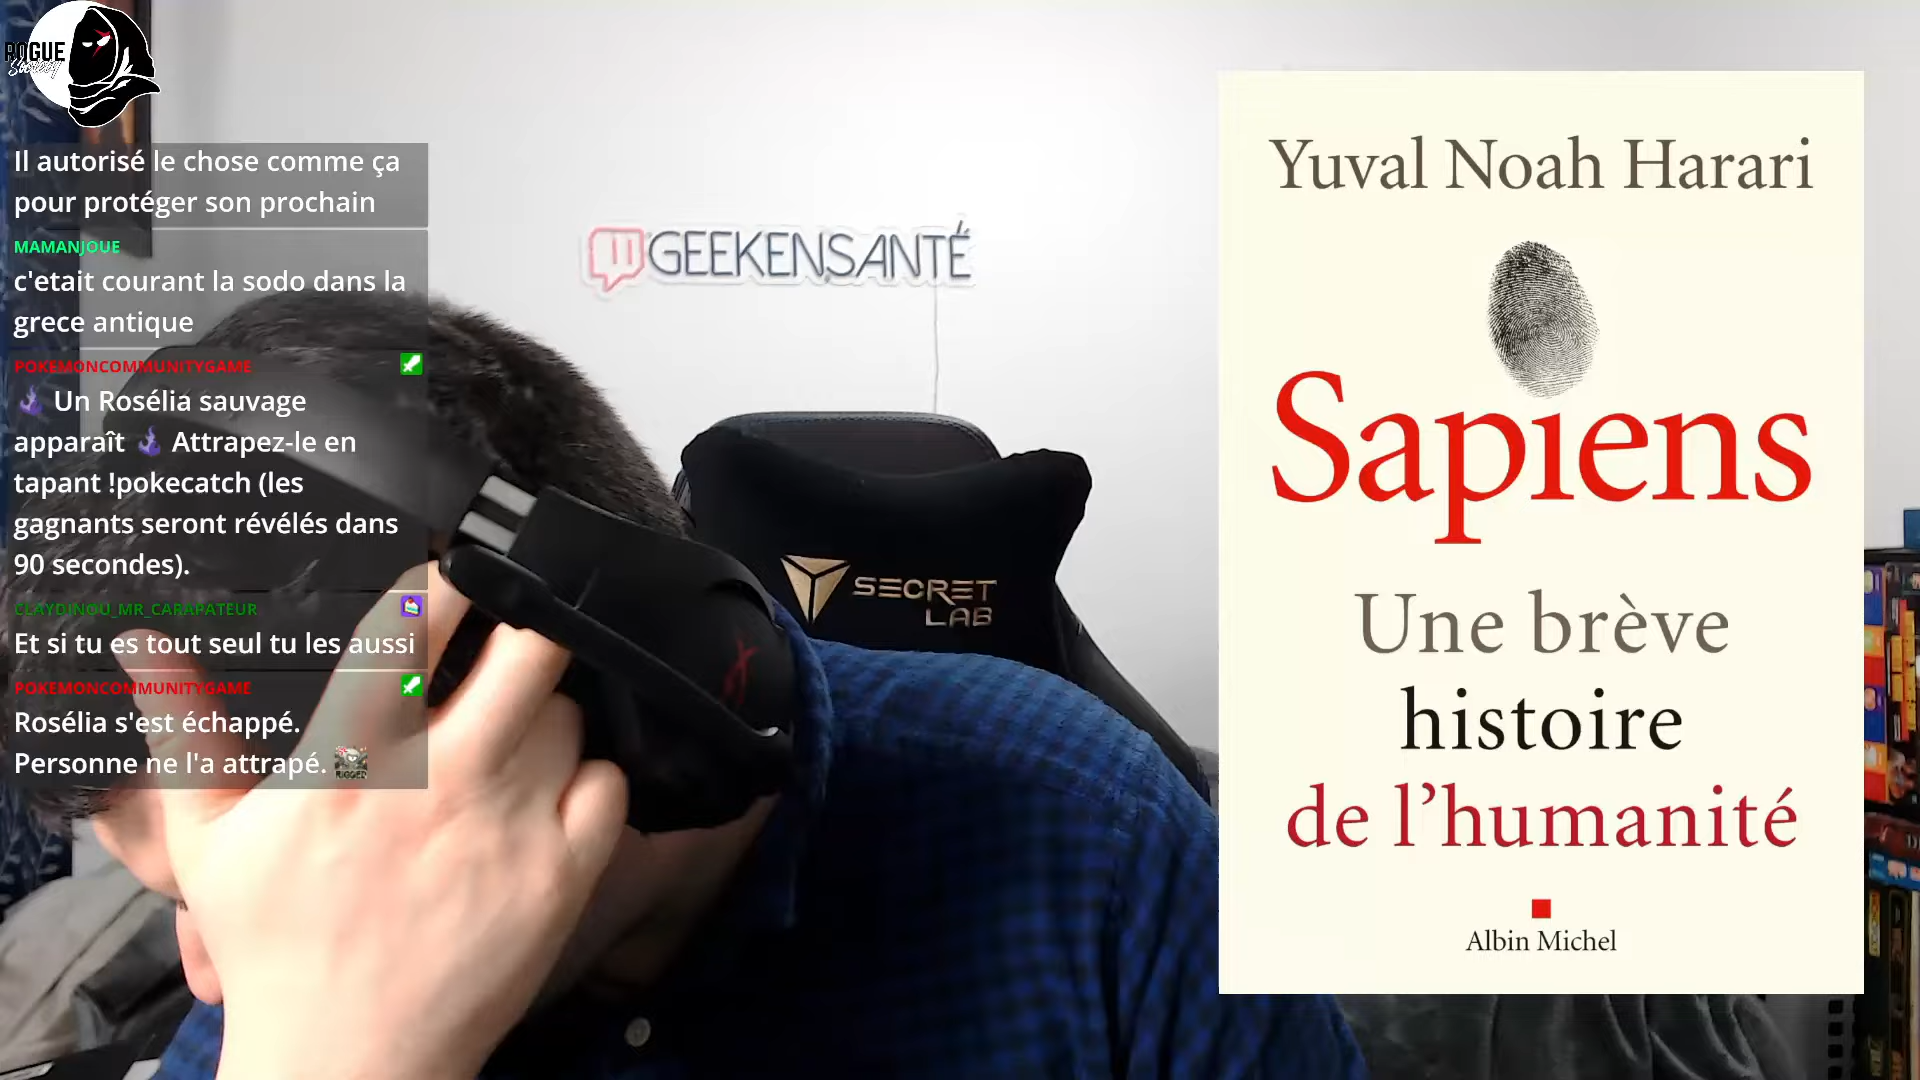 ROGUE
Society
Il autorisé le chose comme ça
pour protéger son prochain
MAMANJOUE
c'etait courant la sodo dans la
grece antique
POKEMONCOMMUNITYGAME
Un Rosélia sauvage
apparaît Attrapez-le en
tapant !pokecatch (les
gagnants seront révélés dans
90 secondes).
CLAYDINOU_MR_CARAPATEUR
Et si tu es tout seul tu les aussi
POKEMONCOMMUNITYGAME
Rosélia s'est échappé.
Personne ne l'a attrapé.
RIGGED
GEEKENSANTÉ
SECRET
LAB
Yuval Noah Harari
Sapiens
Une brève
histoire
de l'humanité
Albin Michel